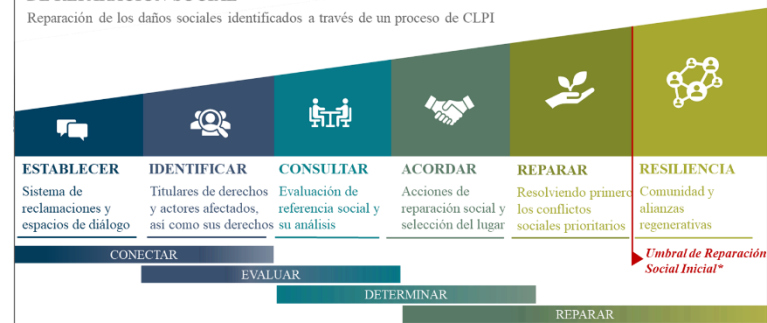 Reparación de los daños sociales identificados a través de un proceso de CLPI
ESTABLECER
Sistema de
reclamaciones y
espacios de diálogo
IDENTIFICAR
Titulares de derechos
y actores afectados,
asi como sus derechos
CONSULTAR
Evaluación de
referencia social y
su análisis
ACORDAR
Acciones de
reparación social y
selección del lugar
REPARAR
Resolviendo primero
los conflictos
sociales prioritarios
RESILIENCIA
Comunidad y
alianzas
regenerativas
CONECTAR
EVALUAR
DETERMINAR
REPARAR
Umbral de Reparación
Social Inicial*